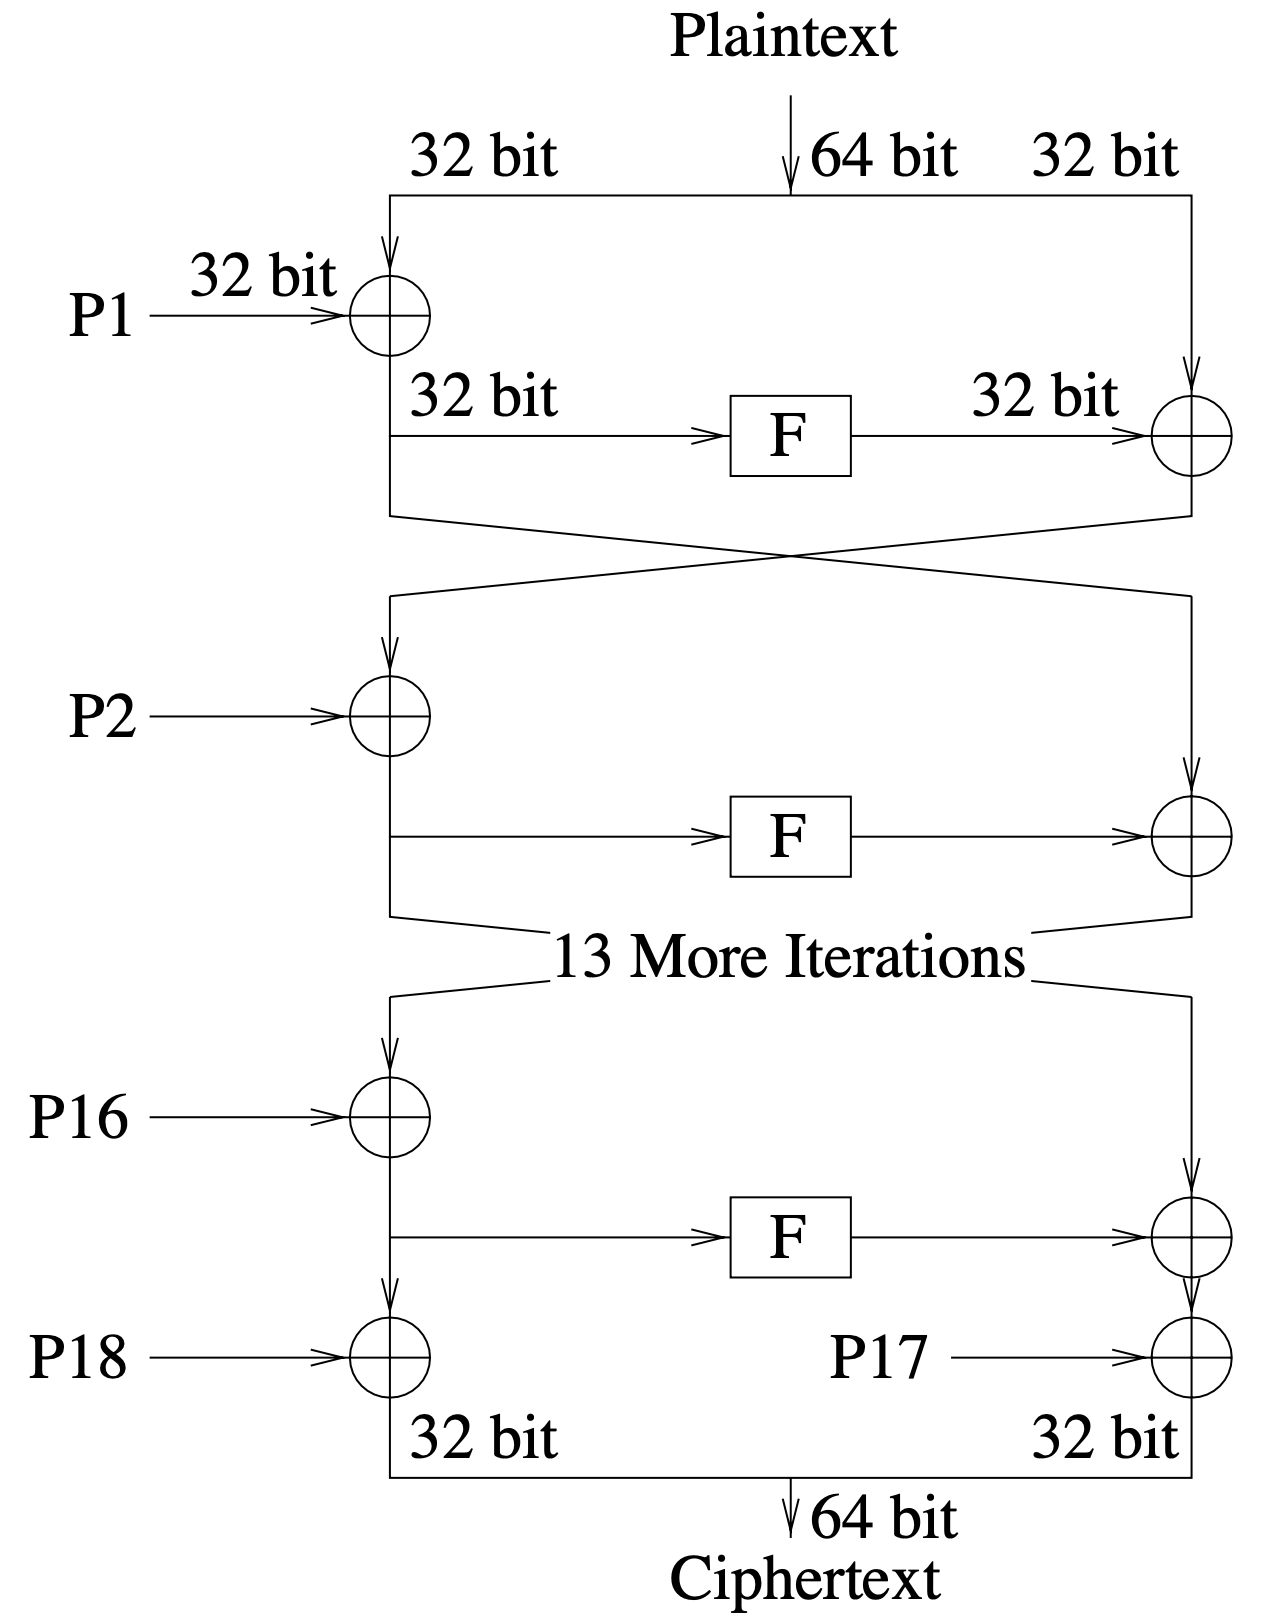 Plaintext
32 bit
64 bit
32 bit
32 bit
P1
32 bit
F
32 bit
P2
F
13 More Iterations
P16
F
P18
P17
32 bit
32 bit
64 bit
Ciphertext